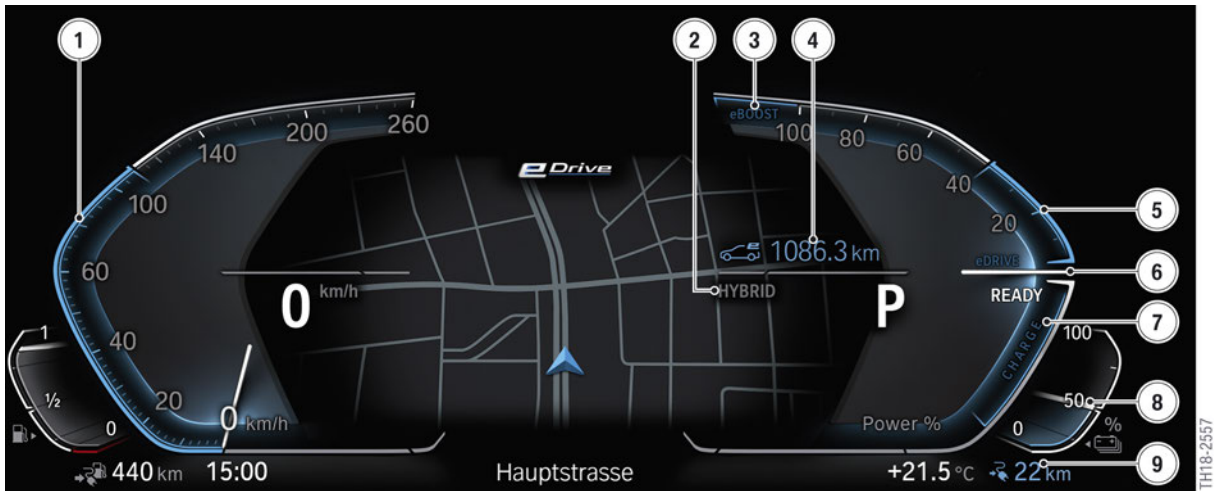 1
2
3
4
200
260
140
100
60
40
20
0 km/h
0 km/h
1
1/2
0
440 km
15:00
e Drive
Hauptstrasse
1086.3 km
HYBRID
P
eBOOST
100
80
60
40
20
eDRIVE
READY
CHARGE
Power %
100
50
0
%
+21.5 °C
22 km
5
6
7
8
9
TH18-2557